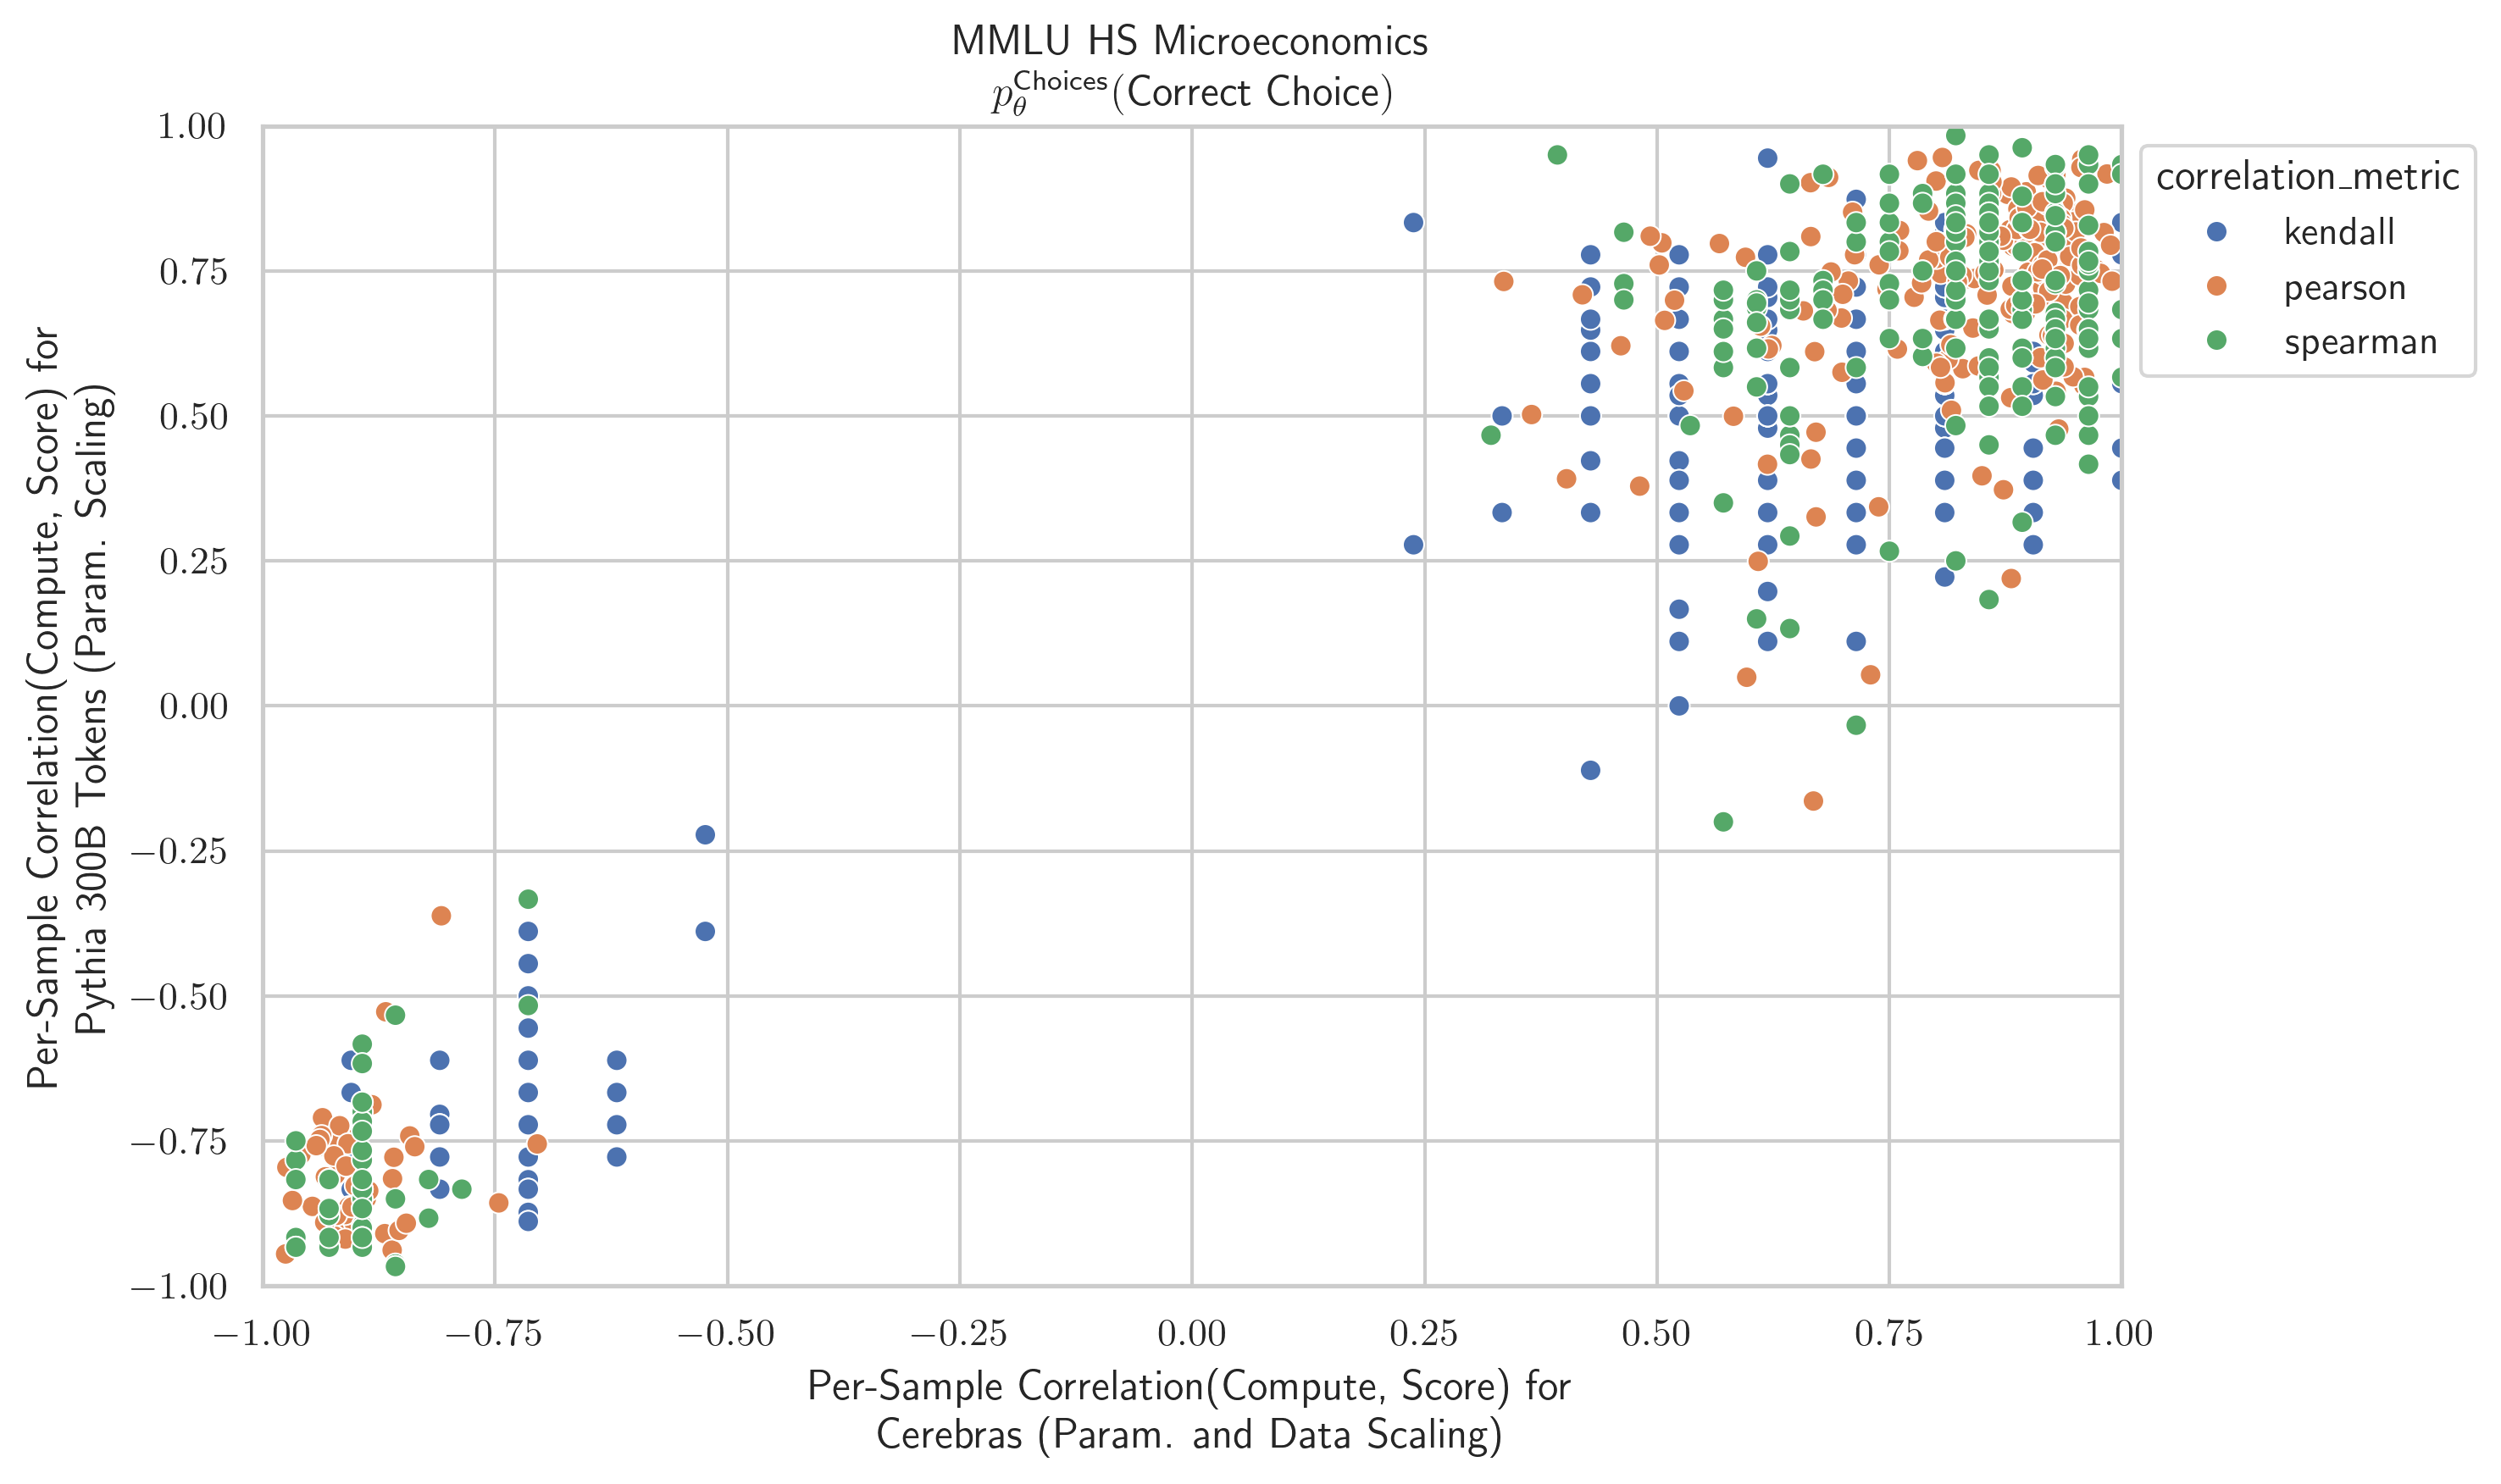 MMLU HS Microeconomics
p_θ^Choices(Correct Choice)
Per-Sample Correlation(Compute, Score) for
Pythia 300B Tokens (Param. Scaling)
1.00
0.75
0.50
0.25
0.00
−0.25
−0.50
−0.75
−1.00
−1.00 −0.75 −0.50 −0.25 0.00 0.25 0.50 0.75 1.00
Per-Sample Correlation(Compute, Score) for
Cerebras (Param. and Data Scaling)
correlation_metric
kendall
pearson
spearman